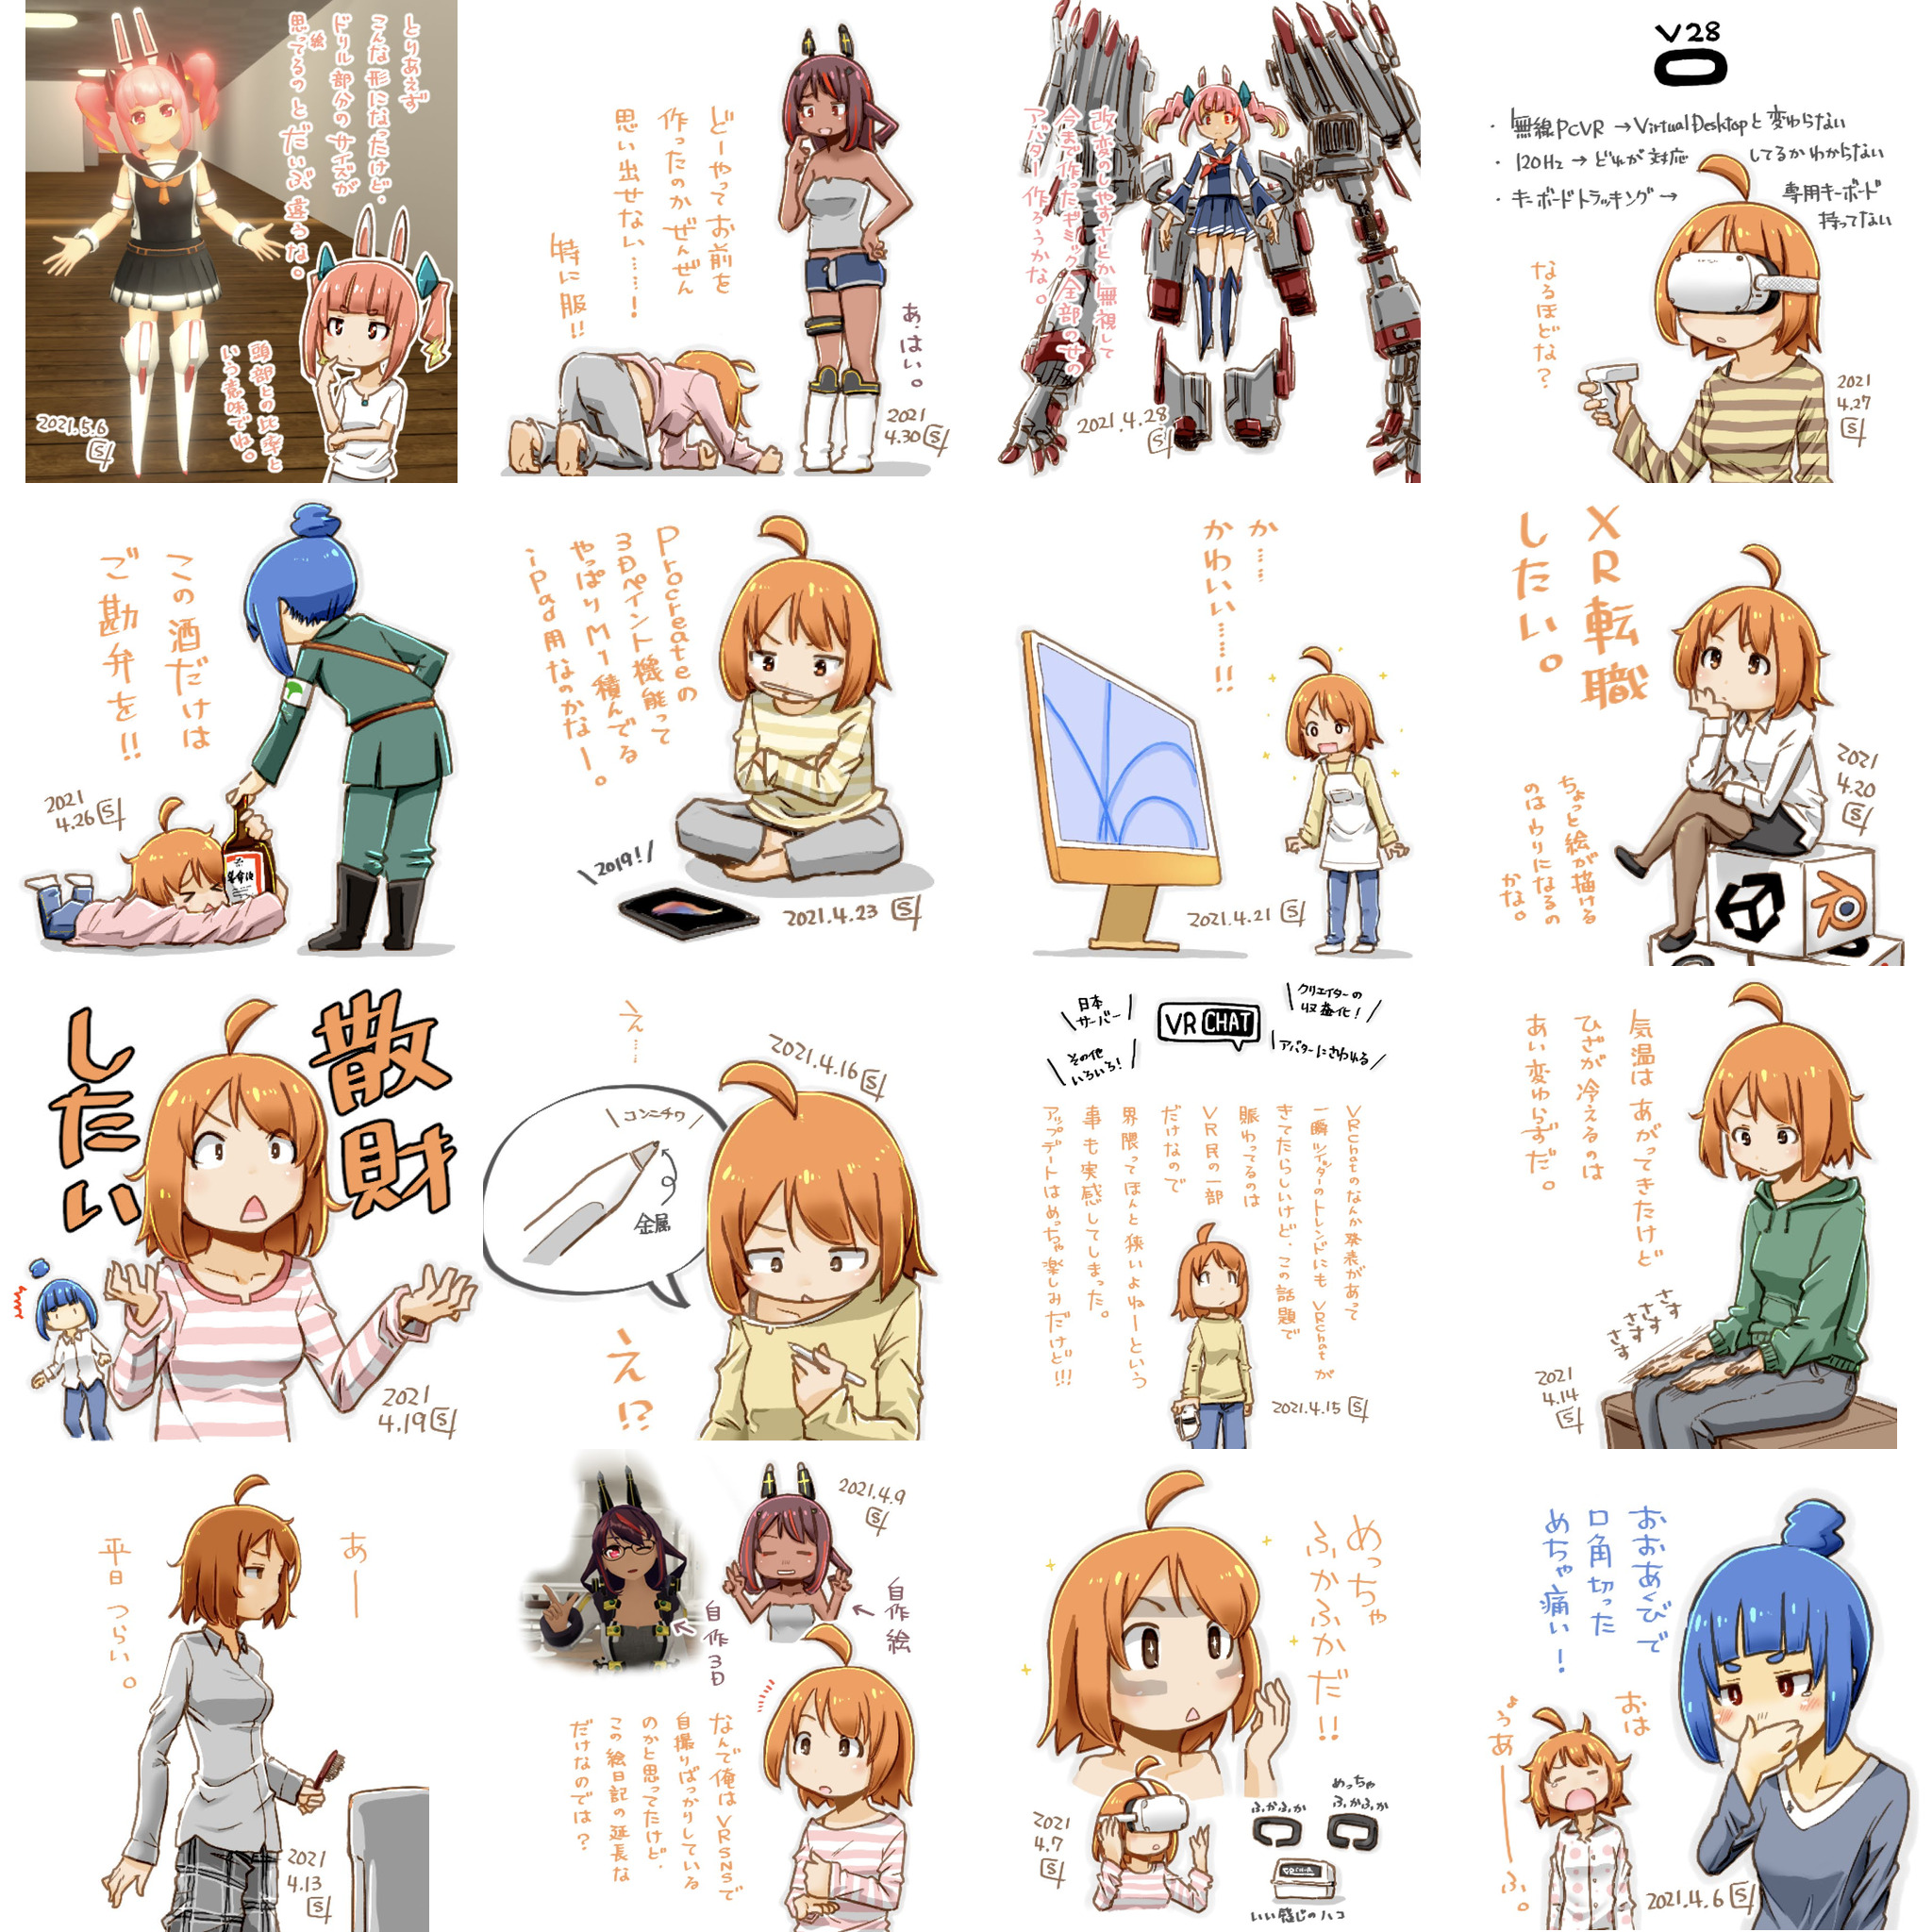 とりあえず
こんな形になったけど、
ドリル部分のサイズが
絵
思ってるのとだいぶ違うな。
頭部との比率と
いう意味でね。
2021.5.6
S
どーやってお前を
作ったのかぜんぜん
思い出せない……!
特に服!!
あ、はい。
2021
4.30 S
改変のしやすさとか無視して
今まで作ったギミック全部のせの
アバター作ろうかな。
2021.4.28
S
V28
・無線PCVR→VirtualDesktopと変わらない
・120Hz→どれが対応してるかわからない
・キーボードトラッキング→専用キーボード
持ってない
なるほどな?
2021
4.27
S
この酒だけは
ご勘弁を!!
2021
4.26 S
Procreateの
3Dペイント機能って
やっぱりM1積んでる
iPad用なのかなー。
2019!
2021.4.23 S
か……
かわいい……!!
2021.4.21 S
XR転職
したい。
ちょっと絵が描ける
のはウリになるの
かな。
2021
4.20
S
散財
したい
2021
4.19 S
2021.4.16 S
え……
コンニチワ
金属
え!?
日本
サーバー
VRCHAT
クリエイターの
収益化!
その他
いろいろ!
アバターにさわれる
VRChatのなんか発表があって
一瞬ツイッターのトレンドにもVRChatが
きてたらしいけど、この話題で
賑わってるのは
VR民の一部
だけなので
界隈ってほんと狭いよねーという
事も実感してしまった。
アップデートはめっちゃ楽しみだけど!!!
2021.4.15 S
気温はあがってきたけど
ひざが冷えるのは
あい変わらずだ。
さす
さす
さす
さす
2021
4.14
S
あー
平日つらい。
2021
4.13
S
2021.4.9
S
自作絵
自作3D
なんで俺はVRSNSで
自撮りばっかりしている
のかと思ってたけど、
この絵日記の延長な
だけなのでは?
めっちゃ
ふかふかだ!!
2021
4.7
S
ふかふか
めっちゃ
ふかふか
いい感じのハコ
おおあくびで
口角切った
めちゃ痛い!
おは
ょうあーーふ。
2021.4.6 S